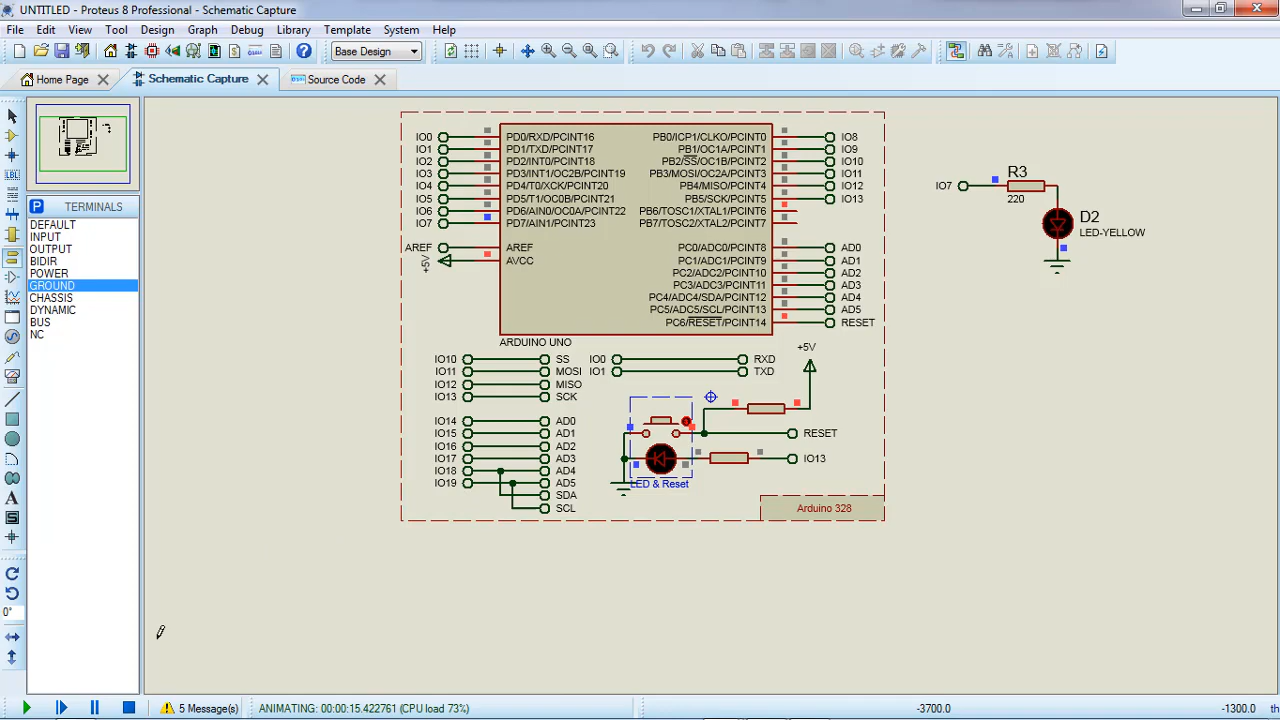 UNTITLED - Proteus 8 Professional - Schematic Capture
File Edit View Tool Design Graph Debug Library Template System Help
Base Design
Home Page
Schematic Capture
Source Code
LBL
P TERMINALS
DEFAULT
INPUT
OUTPUT
BIDIR
POWER
GROUND
CHASSIS
DYNAMIC
BUS
NC
A
0°
IO0 PD0/RXD/PCINT16 PB0/ICP1/CLKO/PCINT0 IO8
IO1 PD1/TXD/PCINT17 PB1/OC1A/PCINT1 IO9
IO2 PD2/INT0/PCINT18 PB2/SS/OC1B/PCINT2 IO10
IO3 PD3/INT1/OC2B/PCINT19 PB3/MOSI/OC2A/PCINT3 IO11
IO4 PD4/T0/XCK/PCINT20 PB4/MISO/PCINT4 IO12
IO5 PD5/T1/OC0B/PCINT21 PB5/SCK/PCINT5 IO13
IO6 PD6/AIN0/OC0A/PCINT22 PB6/TOSC1/XTAL1/PCINT6
IO7 PD7/AIN1/PCINT23 PB7/TOSC2/XTAL2/PCINT7
AREF AREF PC0/ADC0/PCINT8 AD0
+5V AVCC PC1/ADC1/PCINT9 AD1
PC2/ADC2/PCINT10 AD2
PC3/ADC3/PCINT11 AD3
PC4/ADC4/SDA/PCINT12 AD4
PC5/ADC5/SCL/PCINT13 AD5
PC6/RESET/PCINT14 RESET
ARDUINO UNO
IO10 SS
IO11 MOSI
IO12 MISO
IO13 SCK
IO14 AD0
IO15 AD1
IO16 AD2
IO17 AD3
IO18 AD4
IO19 AD5
SDA
SCL
IO0 RXD
IO1 TXD
+5V
RESET
IO13
LED & Reset
Arduino 328
R3
IO7
220
D2
LED-YELLOW
5 Message(s)
ANIMATING: 00:00:15.422761 (CPU load 73%)
-3700.0
-1300.0
th